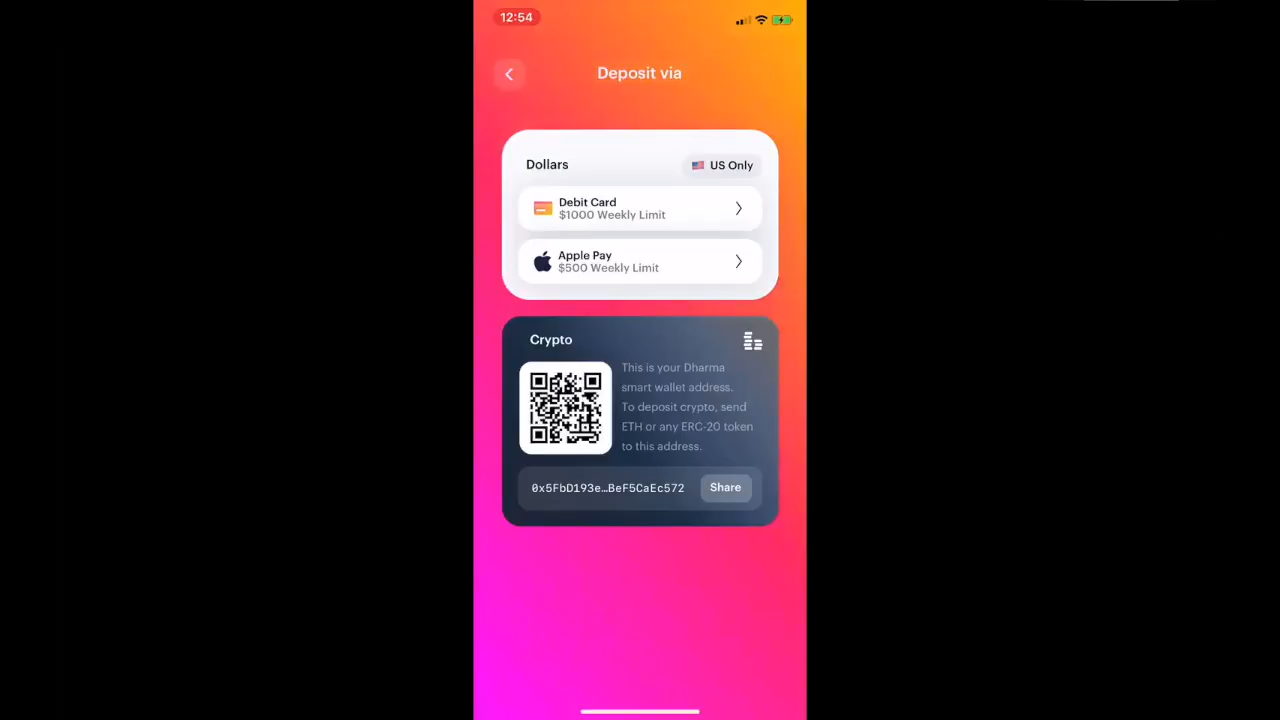 12:54
Deposit via
Dollars
US Only
Debit Card
$1000 Weekly Limit
Apple Pay
$500 Weekly Limit
Crypto
This is your Dharma
smart wallet address.
To deposit crypto, send
ETH or any ERC-20 token
to this address.
0x5FbD193e…BeF5CaEc572
Share